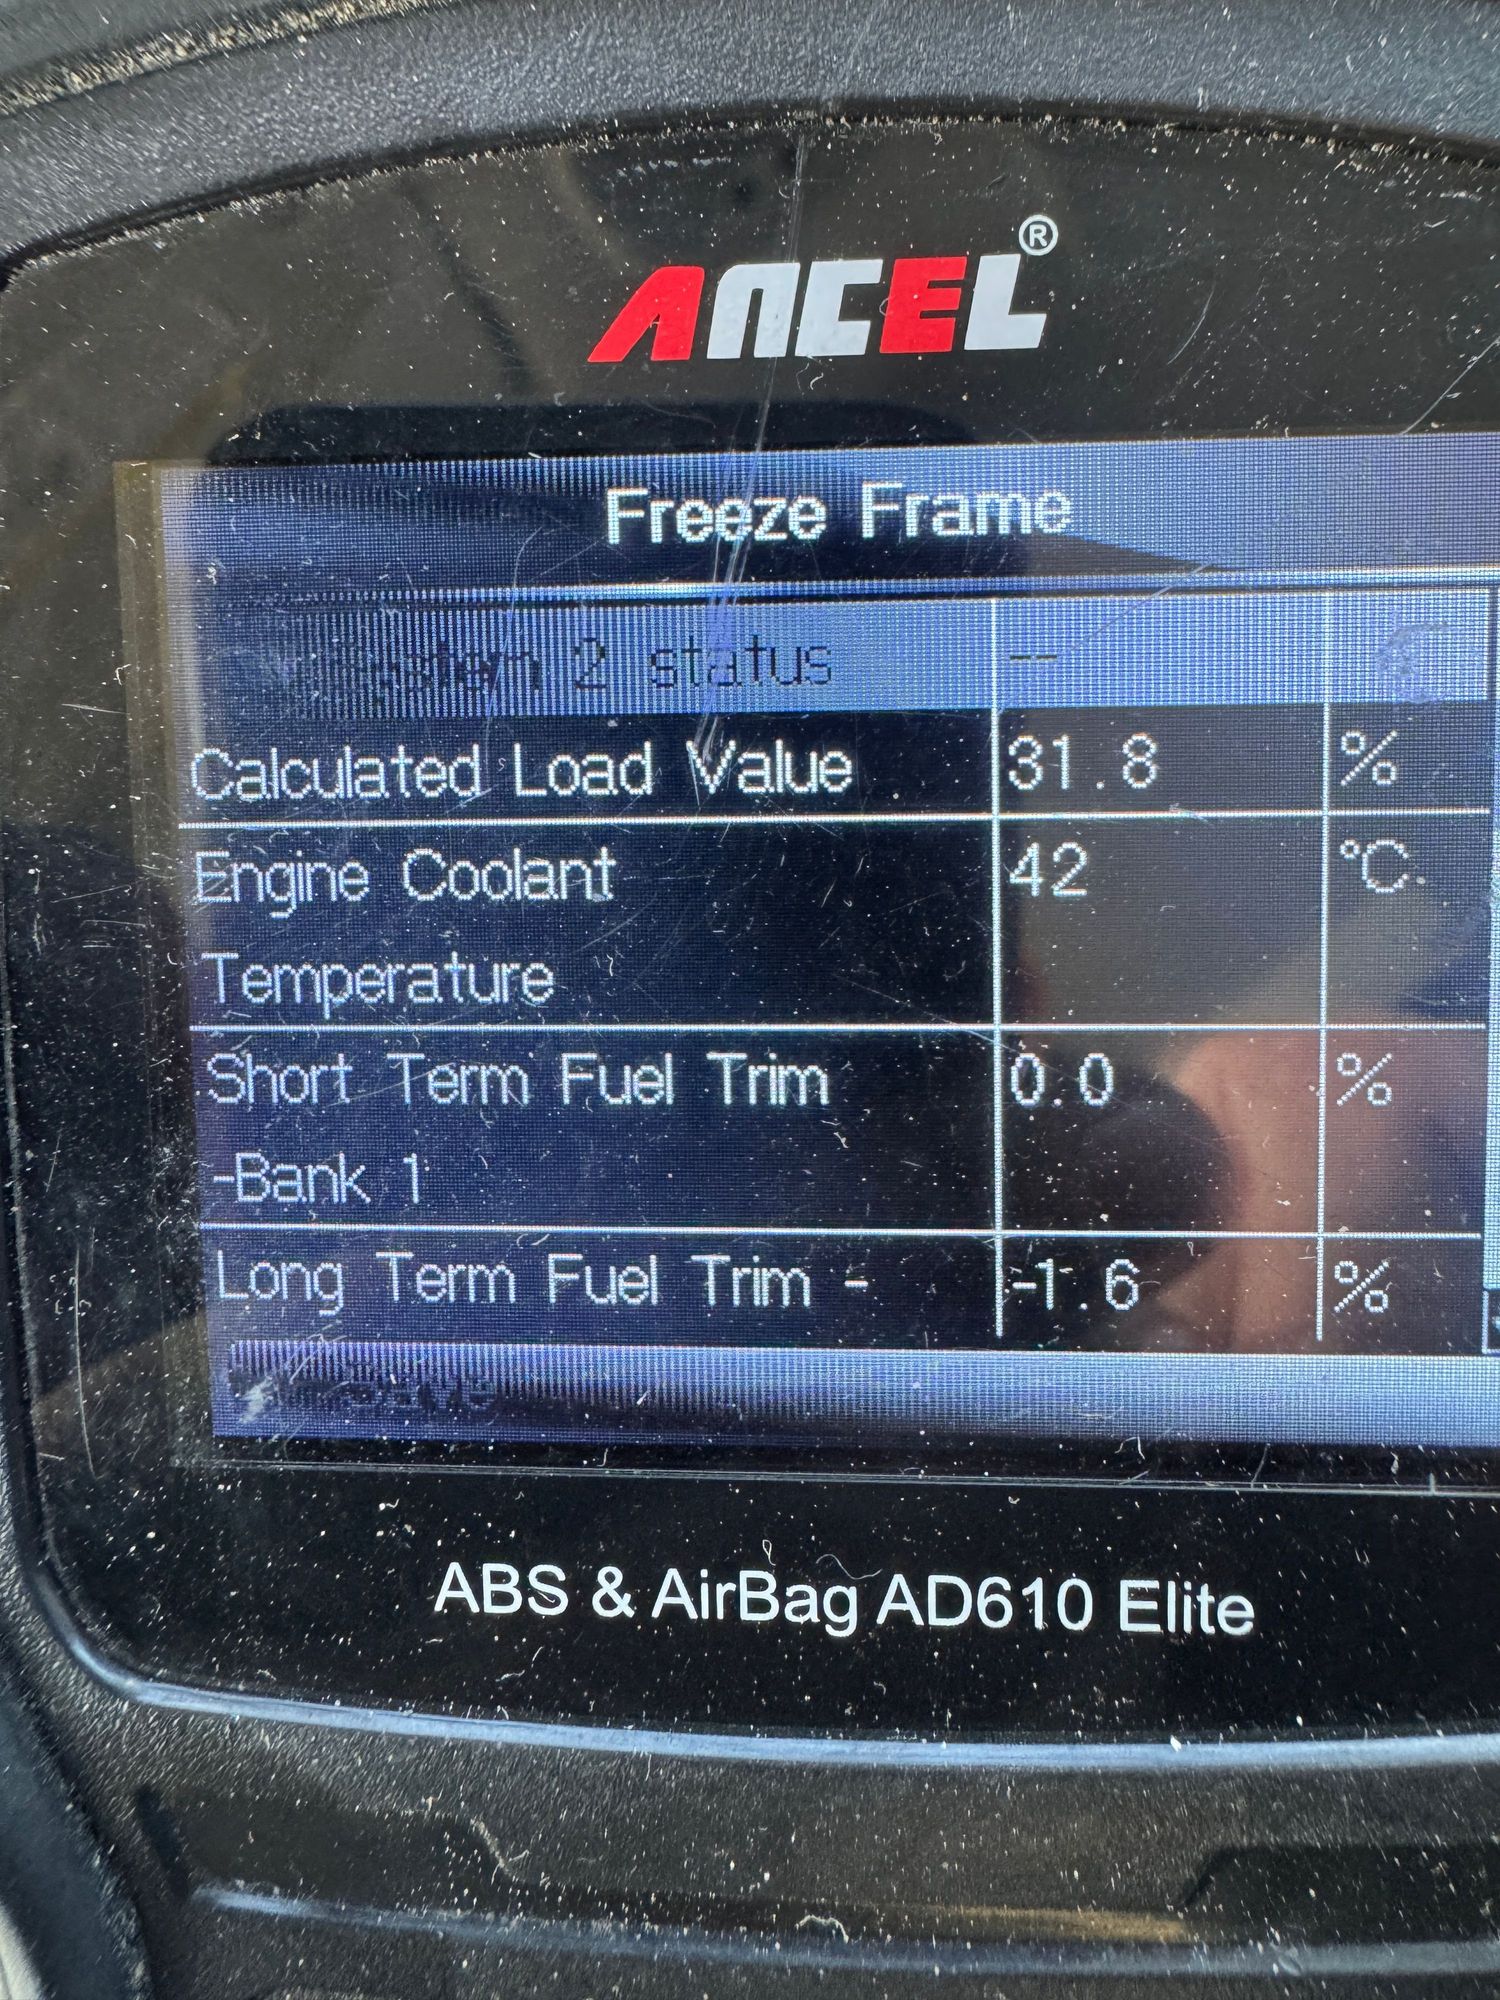 ANCEL®
Freeze Frame
2 status --
Calculated Load Value 31.8 %
Engine Coolant 42 °C
Temperature
Short Term Fuel Trim 0.0 %
-Bank 1
Long Term Fuel Trim - -1.6 %
ABS & AirBag AD610 Elite